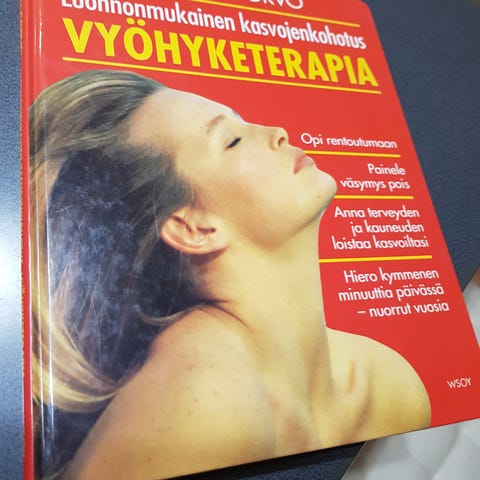 Luonnonmukainen kasvojenkohotus
VYÖHYKETERAPIA
Opi rentoutumaan
Painele
väsymys pois
Anna terveyden
ja kauneuden
loistaa kasvoiltasi
Hiero kymmenen
minuuttia päivässä
– nuorrut vuosia
WSOY